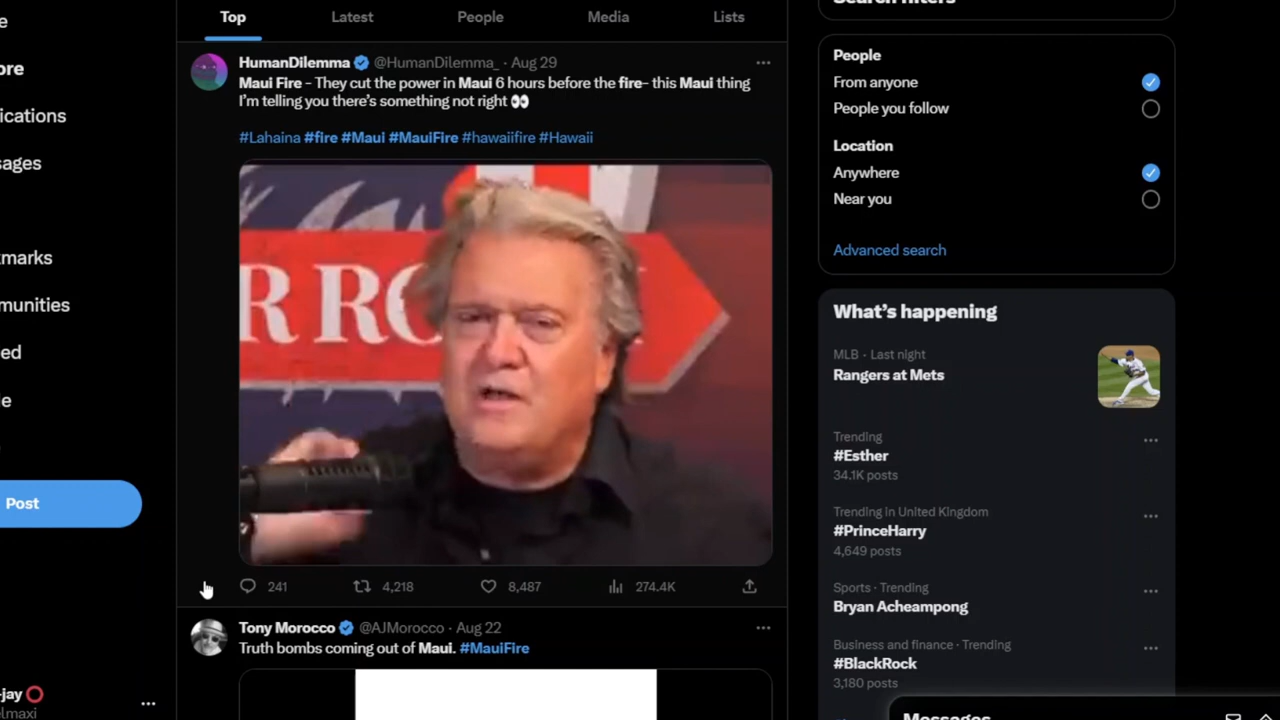 Top
Latest
People
Media
Lists
ore
ications
sages
marks
munities
ed
e
Post
-jay
elmaxi
HumanDilemma @HumanDilemma_ · Aug 29
Maui Fire - They cut the power in Maui 6 hours before the fire- this Maui thing
I'm telling you there's something not right 👀
#Lahaina #fire #Maui #MauiFire #hawaiifire #Hawaii
R RO
241
4,218
8,487
274.4K
Tony Morocco @AJMorocco · Aug 22
Truth bombs coming out of Maui. #MauiFire
Search filters
People
From anyone
People you follow
Location
Anywhere
Near you
Advanced search
What's happening
MLB · Last night
Rangers at Mets
Trending
#Esther
34.1K posts
Trending in United Kingdom
#PrinceHarry
4,649 posts
Sports · Trending
Bryan Acheampong
Business and finance · Trending
#BlackRock
3,180 posts
Messages